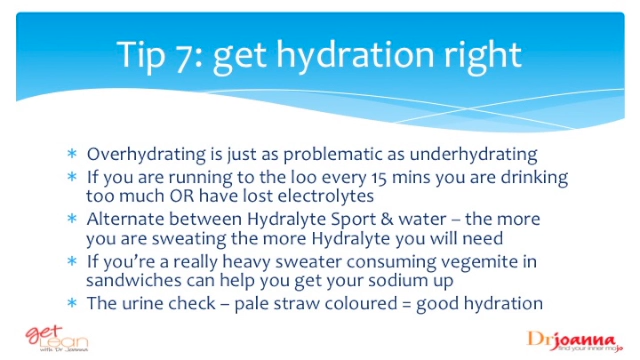 Tip 7: get hydration right
* Overhydrating is just as problematic as underhydrating
* If you are running to the loo every 15 mins you are drinking
too much OR have lost electrolytes
* Alternate between Hydralyte Sport & water – the more
you are sweating the more Hydralyte you will need
* If you're a really heavy sweater consuming vegemite in
sandwiches can help you get your sodium up
* The urine check – pale straw coloured = good hydration
get
Lean
with Dr Joanna
Drjoanna
find your inner mojo